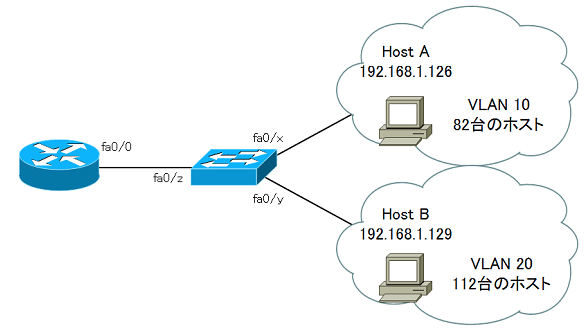 Host A
192.168.1.126
VLAN 10
82台のホスト
fa0/0
fa0/x
fa0/z
fa0/y
Host B
192.168.1.129
VLAN 20
112台のホスト